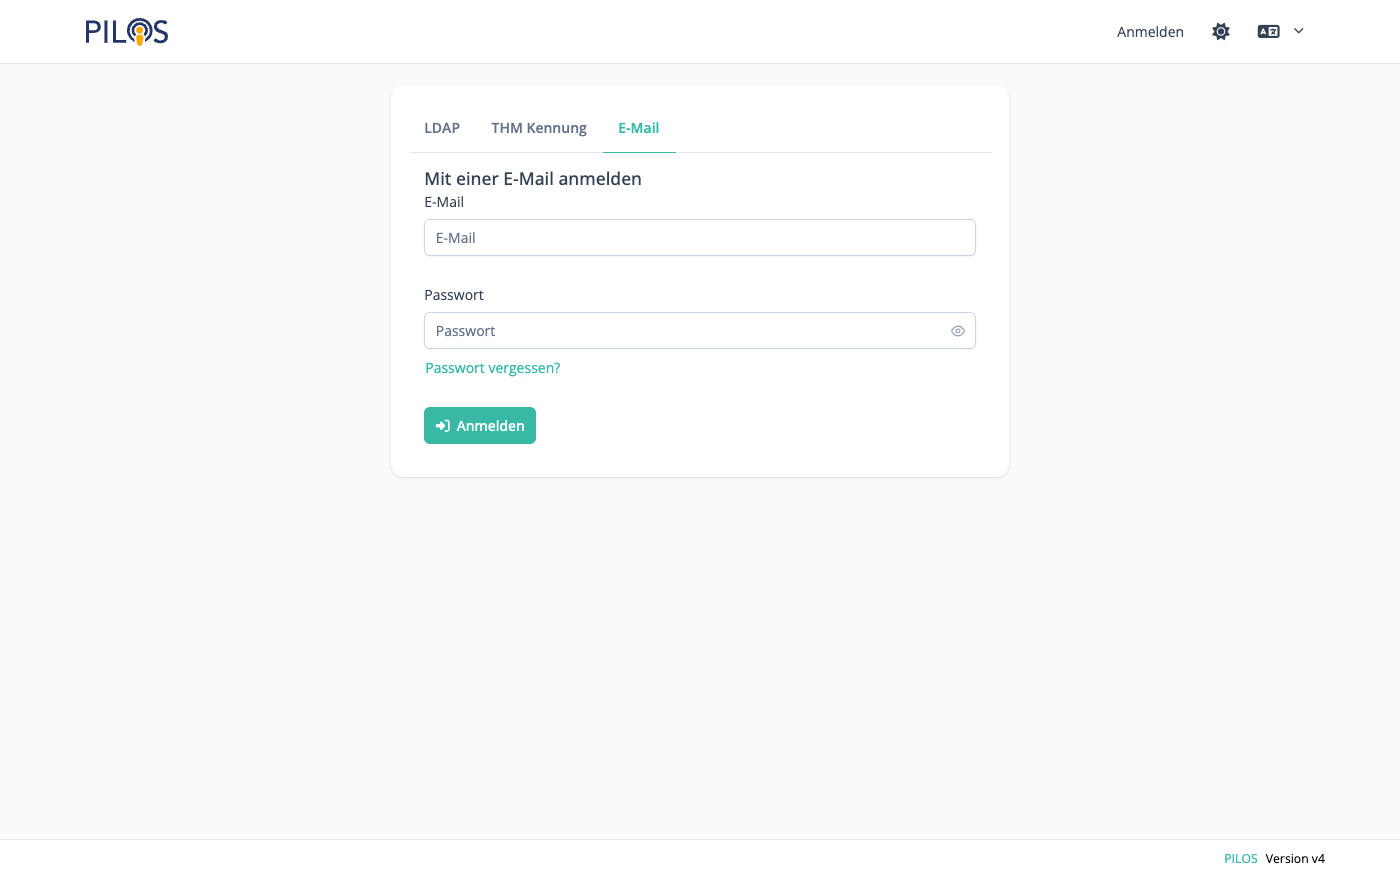 PILOS
Anmelden
LDAP THM Kennung E-Mail
Mit einer E-Mail anmelden
E-Mail
E-Mail
Passwort
Passwort
Passwort vergessen?
Anmelden
PILOS Version v4